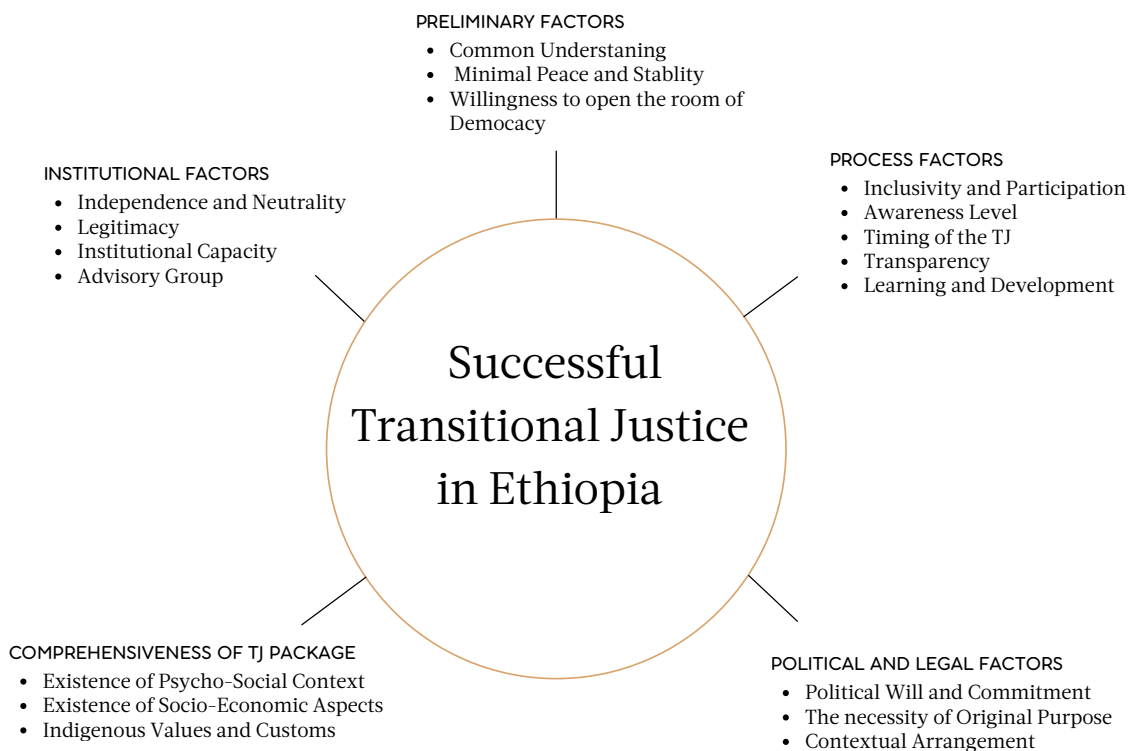 PRELIMINARY FACTORS
• Common Understaning
• Minimal Peace and Stablity
• Willingness to open the room of
Democacy
INSTITUTIONAL FACTORS
• Independence and Neutrality
• Legitimacy
• Institutional Capacity
• Advisory Group
PROCESS FACTORS
• Inclusivity and Participation
• Awareness Level
• Timing of the TJ
• Transparency
• Learning and Development
Successful
Transitional Justice
in Ethiopia
COMPREHENSIVENESS OF TJ PACKAGE
• Existence of Psycho-Social Context
• Existence of Socio-Economic Aspects
• Indigenous Values and Customs
POLITICAL AND LEGAL FACTORS
• Political Will and Commitment
• The necessity of Original Purpose
• Contextual Arrangement